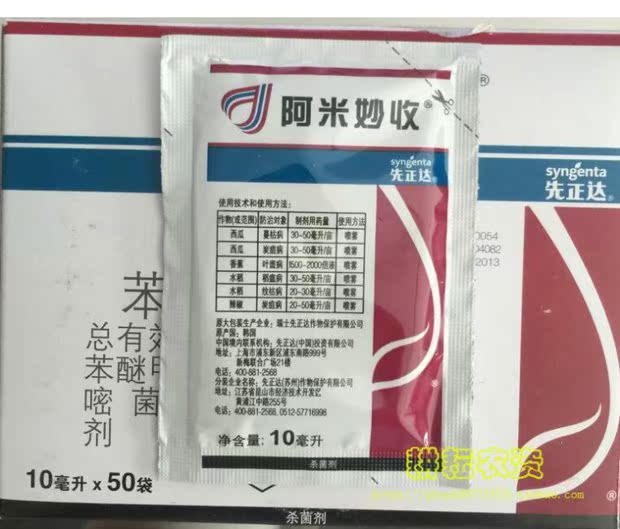 阿米妙收®
syngenta
先正达®
使用技术和使用方法：
作物(或范围) 防治对象 制剂用药量 使用方法
西瓜 蔓枯病 30-50毫升/亩 喷雾
西瓜 炭疽病 30-50毫升/亩 喷雾
香蕉 叶斑病 1500-2000倍液 喷雾
水稻 稻瘟病 30-50毫升/亩 喷雾
水稻 纹枯病 20-30毫升/亩 喷雾
辣椒 炭疽病 20-50毫升/亩 喷雾
原大包装生产企业：瑞士先正达作物保护有限公司
原产国：韩国
中国境内联系机构：先正达(中国)投资有限公司
地址：上海市浦东新区浦东南路999号
新梅联合广场21楼
电话：400-881-2568
分装企业名称：先正达(苏州)作物保护有限公司
地址：江苏省昆山市经济技术开发区
黄浦江中路255号
电话：400-881-2568, 0512-57716998
净含量：10毫升
杀菌剂
®
syngenta
先正达®
0054
04082
2013
苯
有效
醚
菌
总苯嘧
剂
10毫升 x 50袋
®
杀菌剂
耕耘农资